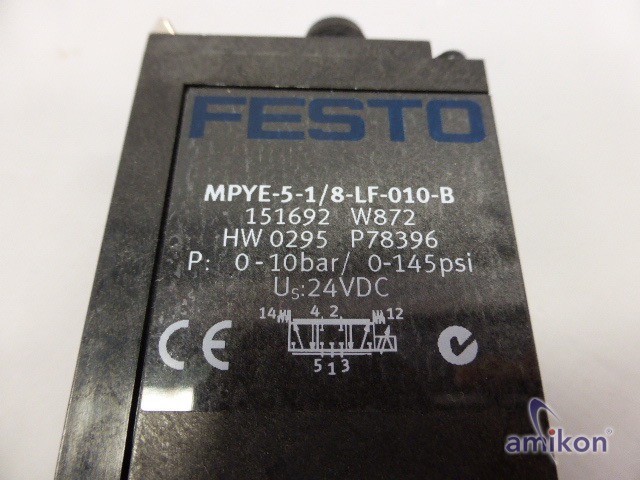 FESTO
MPYE-5-1/8-LF-010-B
151692 W872
HW 0295 P78396
P: 0-10bar/ 0-145psi
Us:24VDC
14 4 2 12
5 1 3
CE
amikon